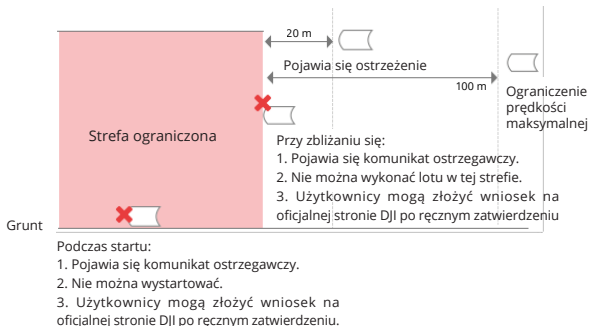 20 m
Pojawia się ostrzeżenie
100 m
Ograniczenie
prędkości
maksymalnej
Strefa ograniczona
Przy zbliżaniu się:
1. Pojawia się komunikat ostrzegawczy.
2. Nie można wykonać lotu w tej strefie.
3. Użytkownicy mogą złożyć wniosek na
oficjalnej stronie DJI po ręcznym zatwierdzeniu
Grunt
Podczas startu:
1. Pojawia się komunikat ostrzegawczy.
2. Nie można wystartować.
3. Użytkownicy mogą złożyć wniosek na
oficjalnej stronie DJI po ręcznym zatwierdzeniu.